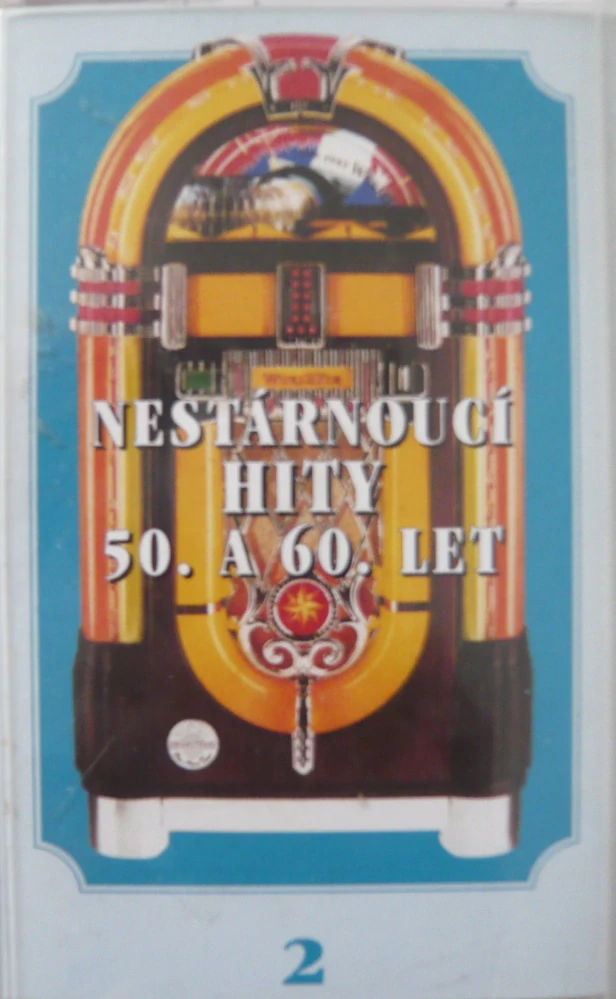 NESTÁRNOUCÍ
HITY
50. A 60. LET
2